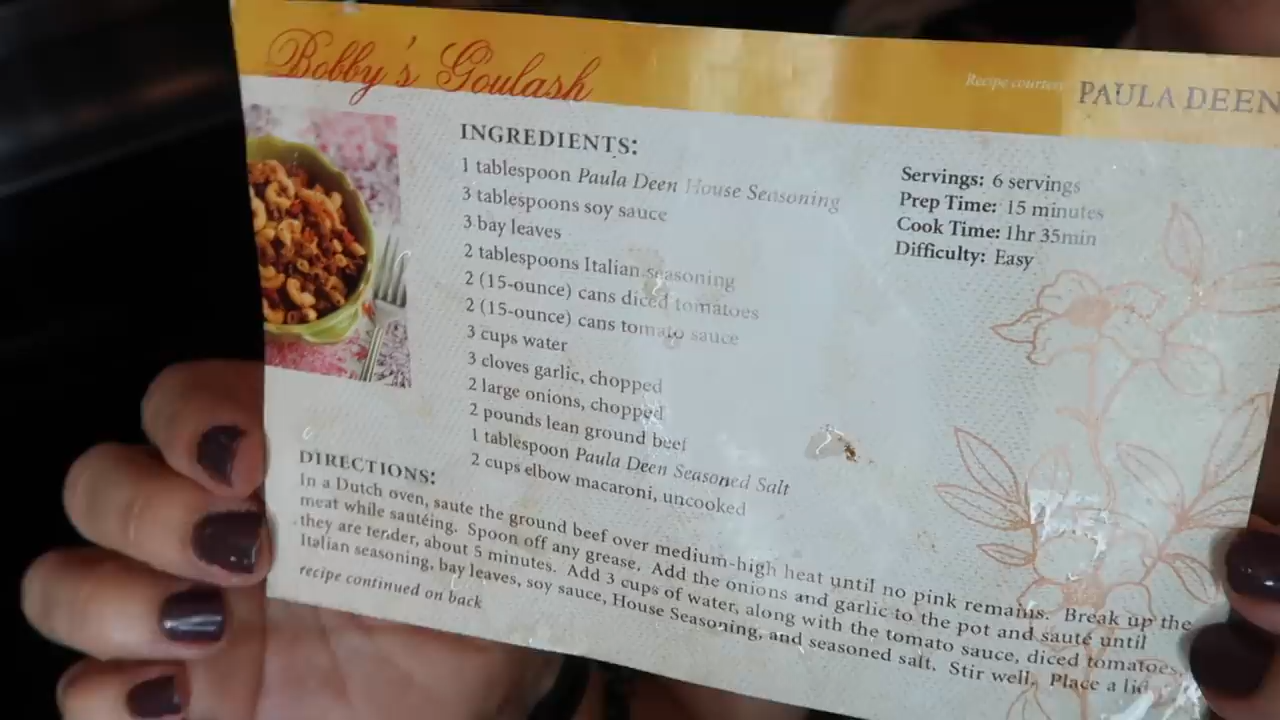 Bobby's Goulash
Recipe courtesy PAULA DEEN
INGREDIENTS:
1 tablespoon Paula Deen House Seasoning
3 tablespoons soy sauce
3 bay leaves
2 tablespoons Italian seasoning
2 (15-ounce) cans diced tomatoes
2 (15-ounce) cans tomato sauce
3 cups water
3 cloves garlic, chopped
2 large onions, chopped
2 pounds lean ground beef
1 tablespoon Paula Deen Seasoned Salt
2 cups elbow macaroni, uncooked
Servings: 6 servings
Prep Time: 15 minutes
Cook Time: 1hr 35min
Difficulty: Easy
DIRECTIONS:
In a Dutch oven, saute the ground beef over medium-high heat until no pink remains. Break up the
meat while sautéing. Spoon off any grease. Add the onions and garlic to the pot and sauté until
they are tender, about 5 minutes. Add 3 cups of water, along with the tomato sauce, diced tomatoes,
Italian seasoning, bay leaves, soy sauce, House Seasoning, and seasoned salt. Stir well. Place a lid
recipe continued on back